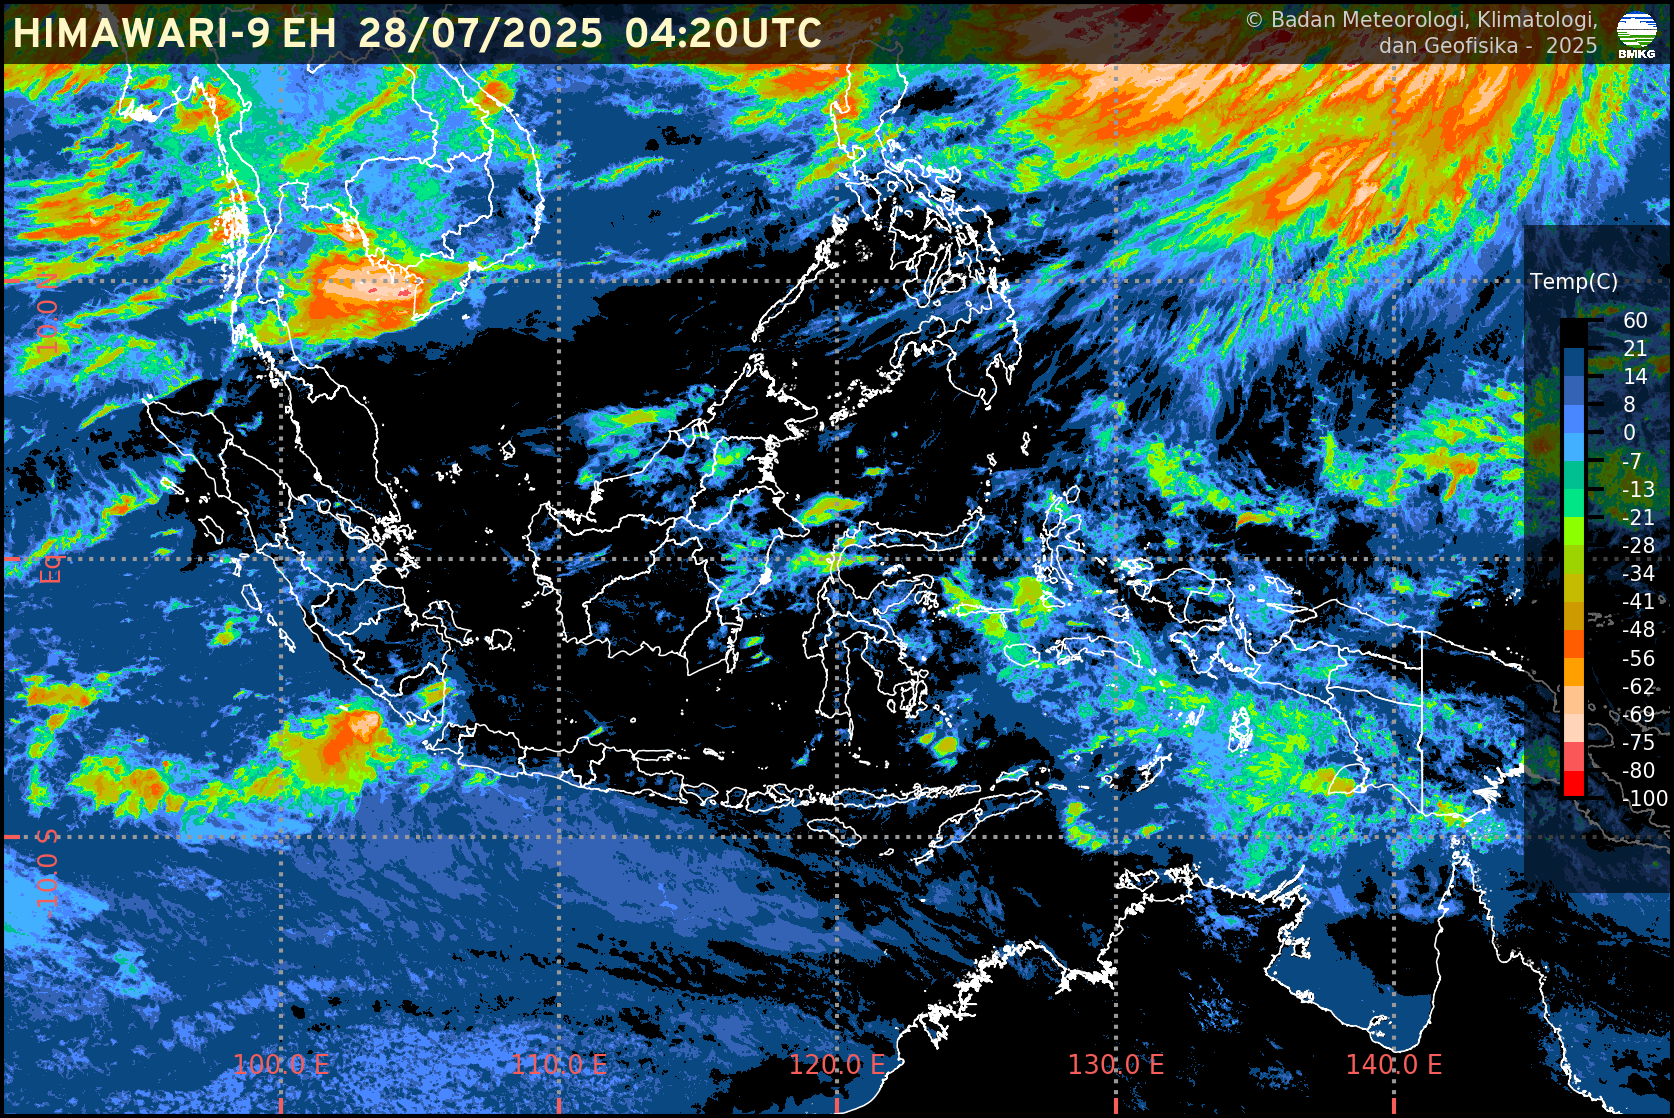 HIMAWARI-9 EH 28/07/2025 04:20UTC
© Badan Meteorologi, Klimatologi,
dan Geofisika - 2025
BMKG
Temp(C)
60
21
14
8
0
-7
-13
-21
-28
-34
-41
-48
-56
-62
-69
-75
-80
-100
10.0 N
Eq
-10.0 S
100.0 E
110.0 E
120.0 E
130.0 E
140.0 E